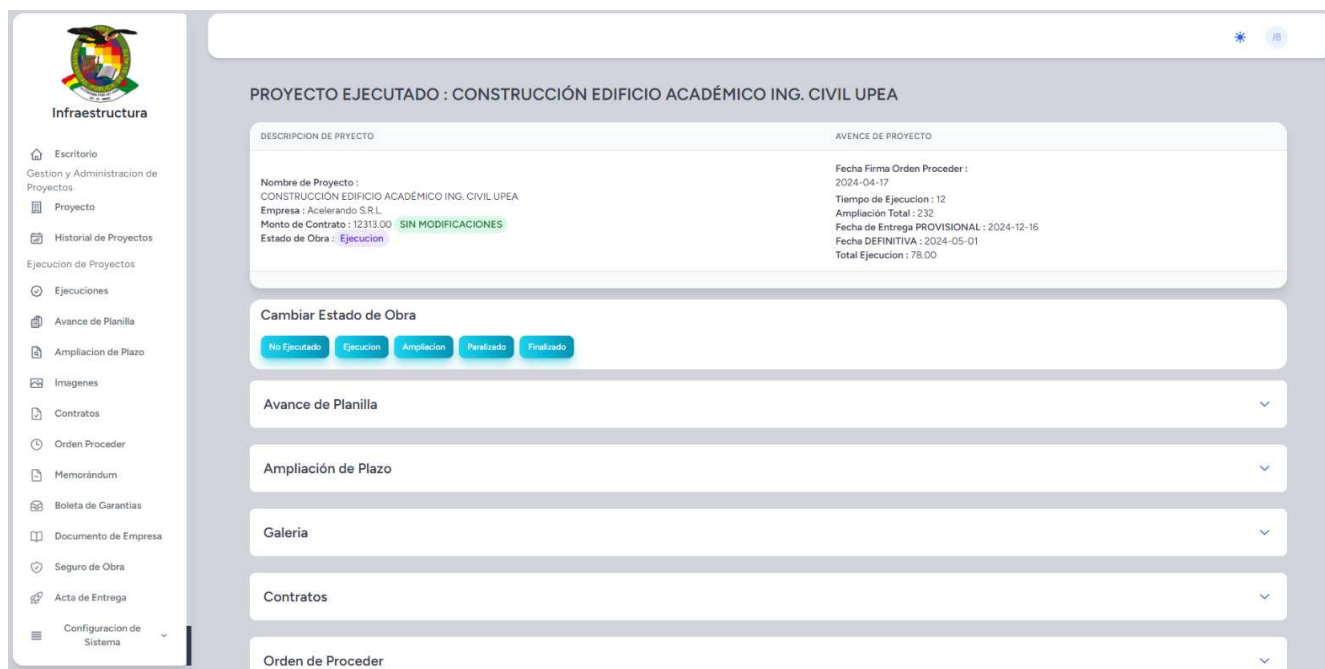 JB
Infraestructura
Escritorio
Gestion y Administracion de
Proyectos
Proyecto
Historial de Proyectos
Ejecucion de Proyectos
Ejecuciones
Avance de Planilla
Ampliacion de Plazo
Imagenes
Contratos
Orden Proceder
Memorándum
Boleta de Garantias
Documento de Empresa
Seguro de Obra
Acta de Entrega
Configuracion de
Sistema
PROYECTO EJECUTADO : CONSTRUCCIÓN EDIFICIO ACADÉMICO ING. CIVIL UPEA
DESCRIPCION DE PRYECTO
Nombre de Proyecto :
CONSTRUCCIÓN EDIFICIO ACADÉMICO ING. CIVIL UPEA
Empresa : Acelerando S.R.L.
Monto de Contrato : 12313.00 SIN MODIFICACIONES
Estado de Obra : Ejecucion
AVENCE DE PROYECTO
Fecha Firma Orden Proceder :
2024-04-17
Tiempo de Ejecucion : 12
Ampliación Total : 232
Fecha de Entrega PROVISIONAL : 2024-12-16
Fecha DEFINITIVA : 2024-05-01
Total Ejecucion : 78.00
Cambiar Estado de Obra
No Ejecutado Ejecucion Ampliacion Paralizado Finalizado
Avance de Planilla
Ampliación de Plazo
Galeria
Contratos
Orden de Proceder